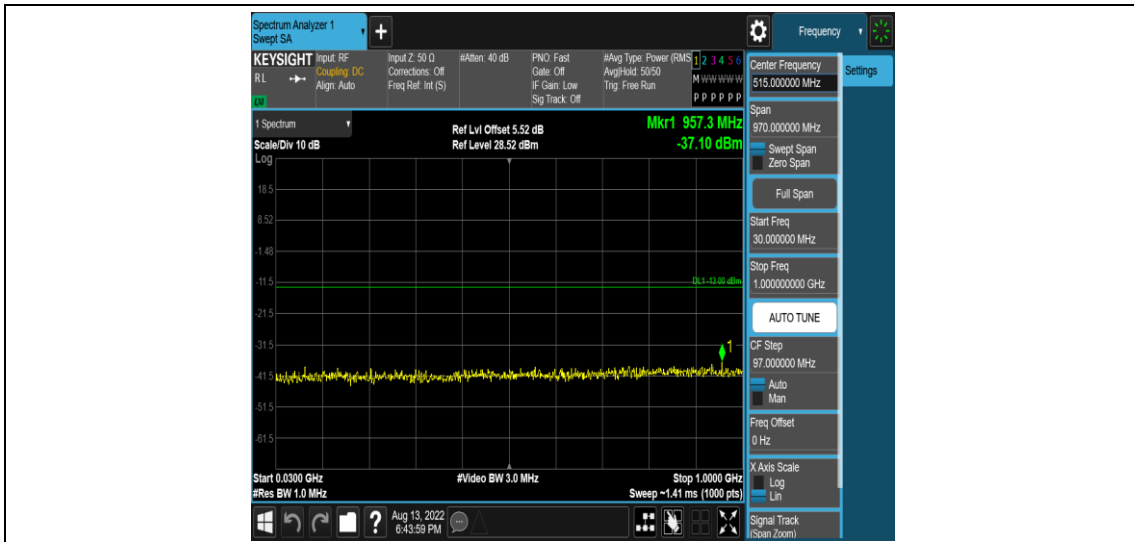 Spectrum Analyzer 1
Swept SA
+
Frequency
KEYSIGHT
RL
LXI
Input: RF
Coupling: DC
Align: Auto
Input Z: 50 Ω
Corrections: Off
Freq Ref: Int (S)
#Atten: 40 dB
PNO: Fast
Gate: Off
IF Gain: Low
Sig Track: Off
#Avg Type: Power (RMS
Avg|Hold: 50/50
Trig: Free Run
1 2 3 4 5 6
M W W W W W
P P P P P P
Center Frequency
515.000000 MHz
Settings
1 Spectrum
Scale/Div 10 dB
Ref Lvl Offset 5.52 dB
Ref Level 28.52 dBm
Mkr1 957.3 MHz
-37.10 dBm
Log
18.5
8.52
-1.48
-11.5
-21.5
-31.5
-41.5
-51.5
-61.5
DL1 -13.00 dBm
1
Start 0.0300 GHz
#Res BW 1.0 MHz
#Video BW 3.0 MHz
Stop 1.0000 GHz
Sweep ~1.41 ms (1000 pts)
Span
970.000000 MHz
Swept Span
Zero Span
Full Span
Start Freq
30.000000 MHz
Stop Freq
1.000000000 GHz
AUTO TUNE
CF Step
97.000000 MHz
Auto
Man
Freq Offset
0 Hz
X Axis Scale
Log
Lin
Signal Track
(Span Zoom)
?
Aug 13, 2022
6:43:59 PM